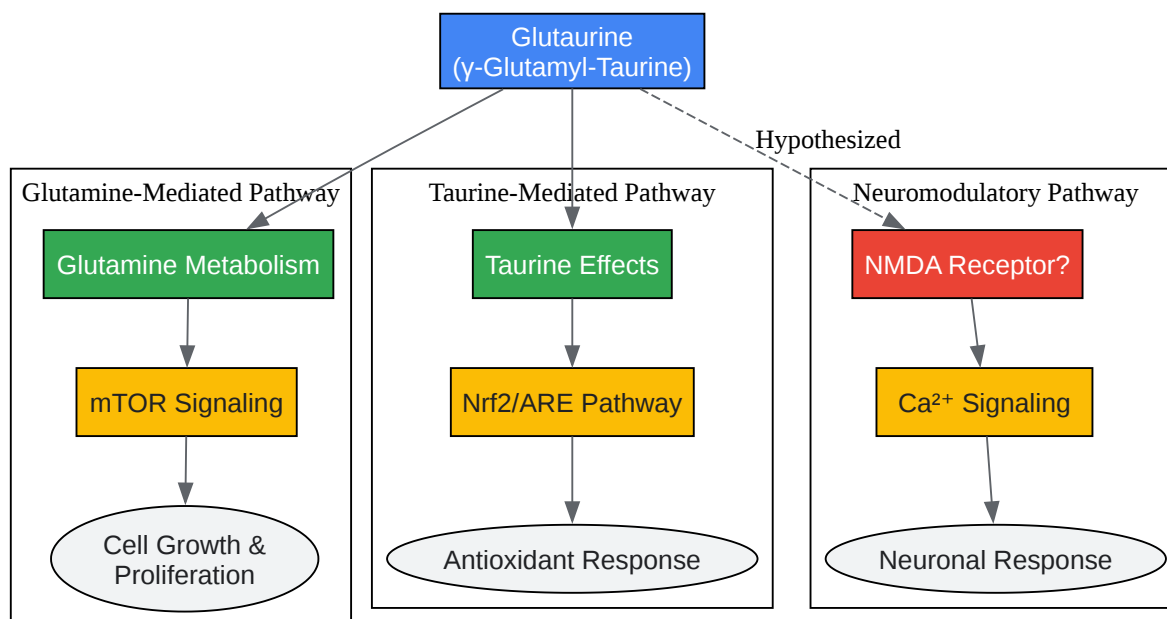 Glutaurine
(γ-Glutamyl-Taurine)
Hypothesized
Glutamine-Mediated Pathway
Taurine-Mediated Pathway
Neuromodulatory Pathway
Glutamine Metabolism
Taurine Effects
NMDA Receptor?
mTOR Signaling
Nrf2/ARE Pathway
Ca²⁺ Signaling
Cell Growth &
Proliferation
Antioxidant Response
Neuronal Response